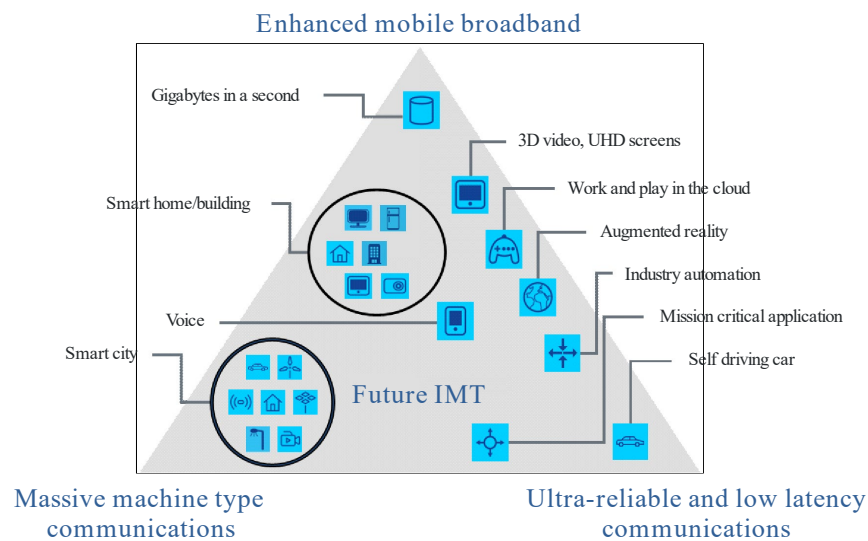 Enhanced mobile broadband
Gigabytes in a second
3D video, UHD screens
Work and play in the cloud
Smart home/building
Augmented reality
Industry automation
Mission critical application
Voice
Smart city
Self driving car
Future IMT
Massive machine type
communications
Ultra-reliable and low latency
communications